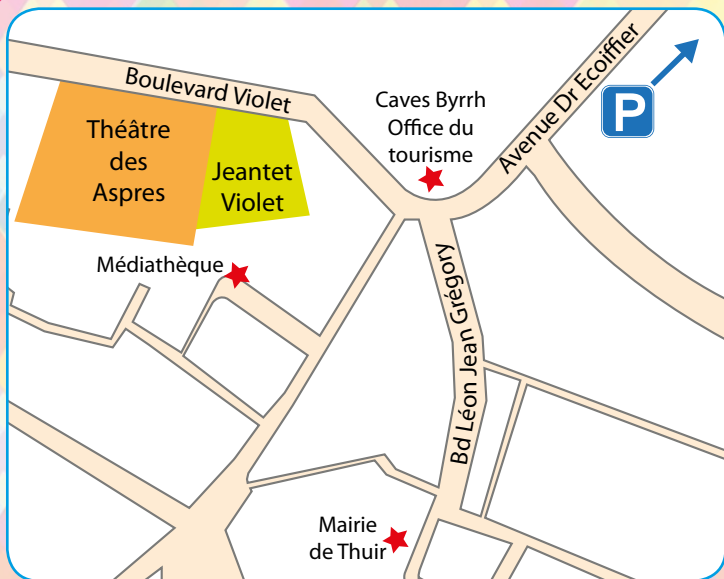 Boulevard Violet
Théâtre
des
Aspres
Jeantet
Violet
Caves Byrrh
Office du
tourisme
Avenue Dr Ecoiffier
P
Médiathèque
Bd Léon Jean Grégory
Mairie
de Thuir